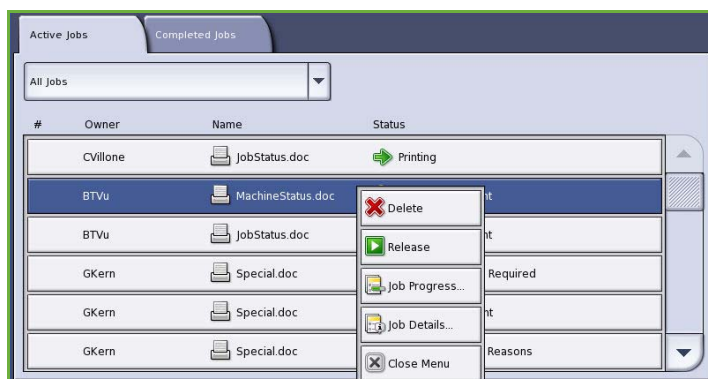 Active Jobs Completed Jobs
All Jobs
# Owner Name Status
CVillone JobStatus.doc Printing
BTVu MachineStatus.doc nt
Delete
BTVu JobStatus.doc nt
Release
GKern Special.doc Required
Job Progress...
GKern Special.doc nt
Job Details...
GKern Special.doc Reasons
Close Menu